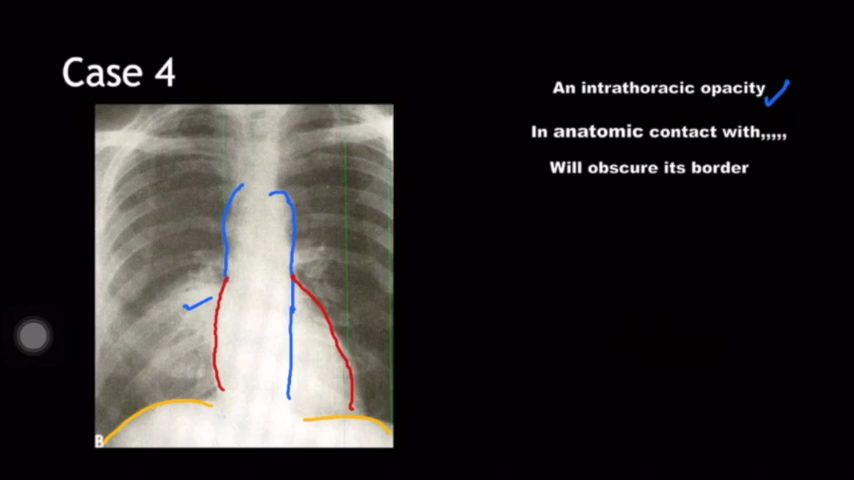 Case 4
An intrathoracic opacity
In anatomic contact with,,,,,
Will obscure its border
B